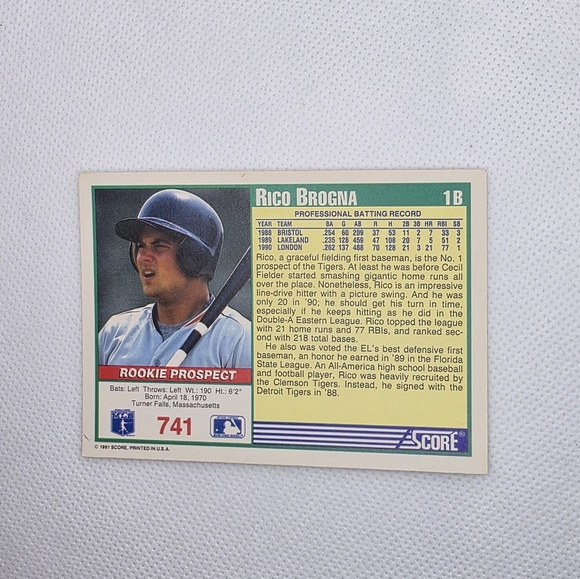 RICO BROGNA 1B
PROFESSIONAL BATTING RECORD
YEAR TEAM BA G AB R H 2B 3B HR RBI SB
1988 BRISTOL .254 60 209 37 53 11 2 7 33 3
1989 LAKELAND .235 128 459 47 108 20 7 5 51 2
1990 LONDON .262 137 488 70 128 21 3 21 77 1
Rico, a graceful fielding first baseman, is the No. 1
prospect of the Tigers. At least he was before Cecil
Fielder started smashing gigantic home runs all
over the place. Nonetheless, Rico is an impressive
line-drive hitter with a picture swing. And he was
only 20 in '90; he should get his turn in time,
especially if he keeps hitting as he did in the
Double-A Eastern League. Rico topped the league
with 21 home runs and 77 RBIs, and ranked sec-
ond with 218 total bases.
He also was voted the EL's best defensive first
baseman, an honor he earned in '89 in the Florida
State League. An All-America high school baseball
and football player, Rico was heavily recruited by
the Clemson Tigers. Instead, he signed with the
Detroit Tigers in '88.
ROOKIE PROSPECT
Bats: Left Throws: Left Wt.: 190 Ht.: 6'2"
Born: April 18, 1970
Turner Falls, Massachusetts
741
SCORE
© 1991 SCORE, PRINTED IN U.S.A.